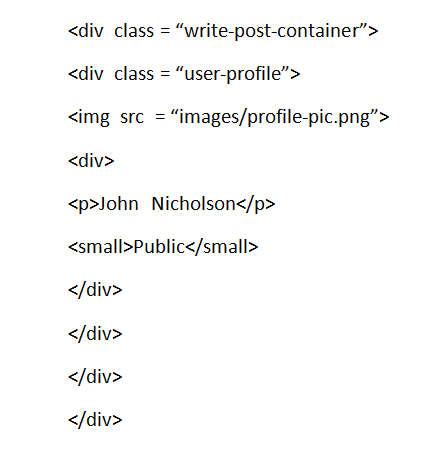 <div class = “write-post-container”>
<div class = “user-profile”>
<img src = “images/profile-pic.png”>
<div>
<p>John Nicholson</p>
<small>Public</small>
</div>
</div>
</div>
</div>